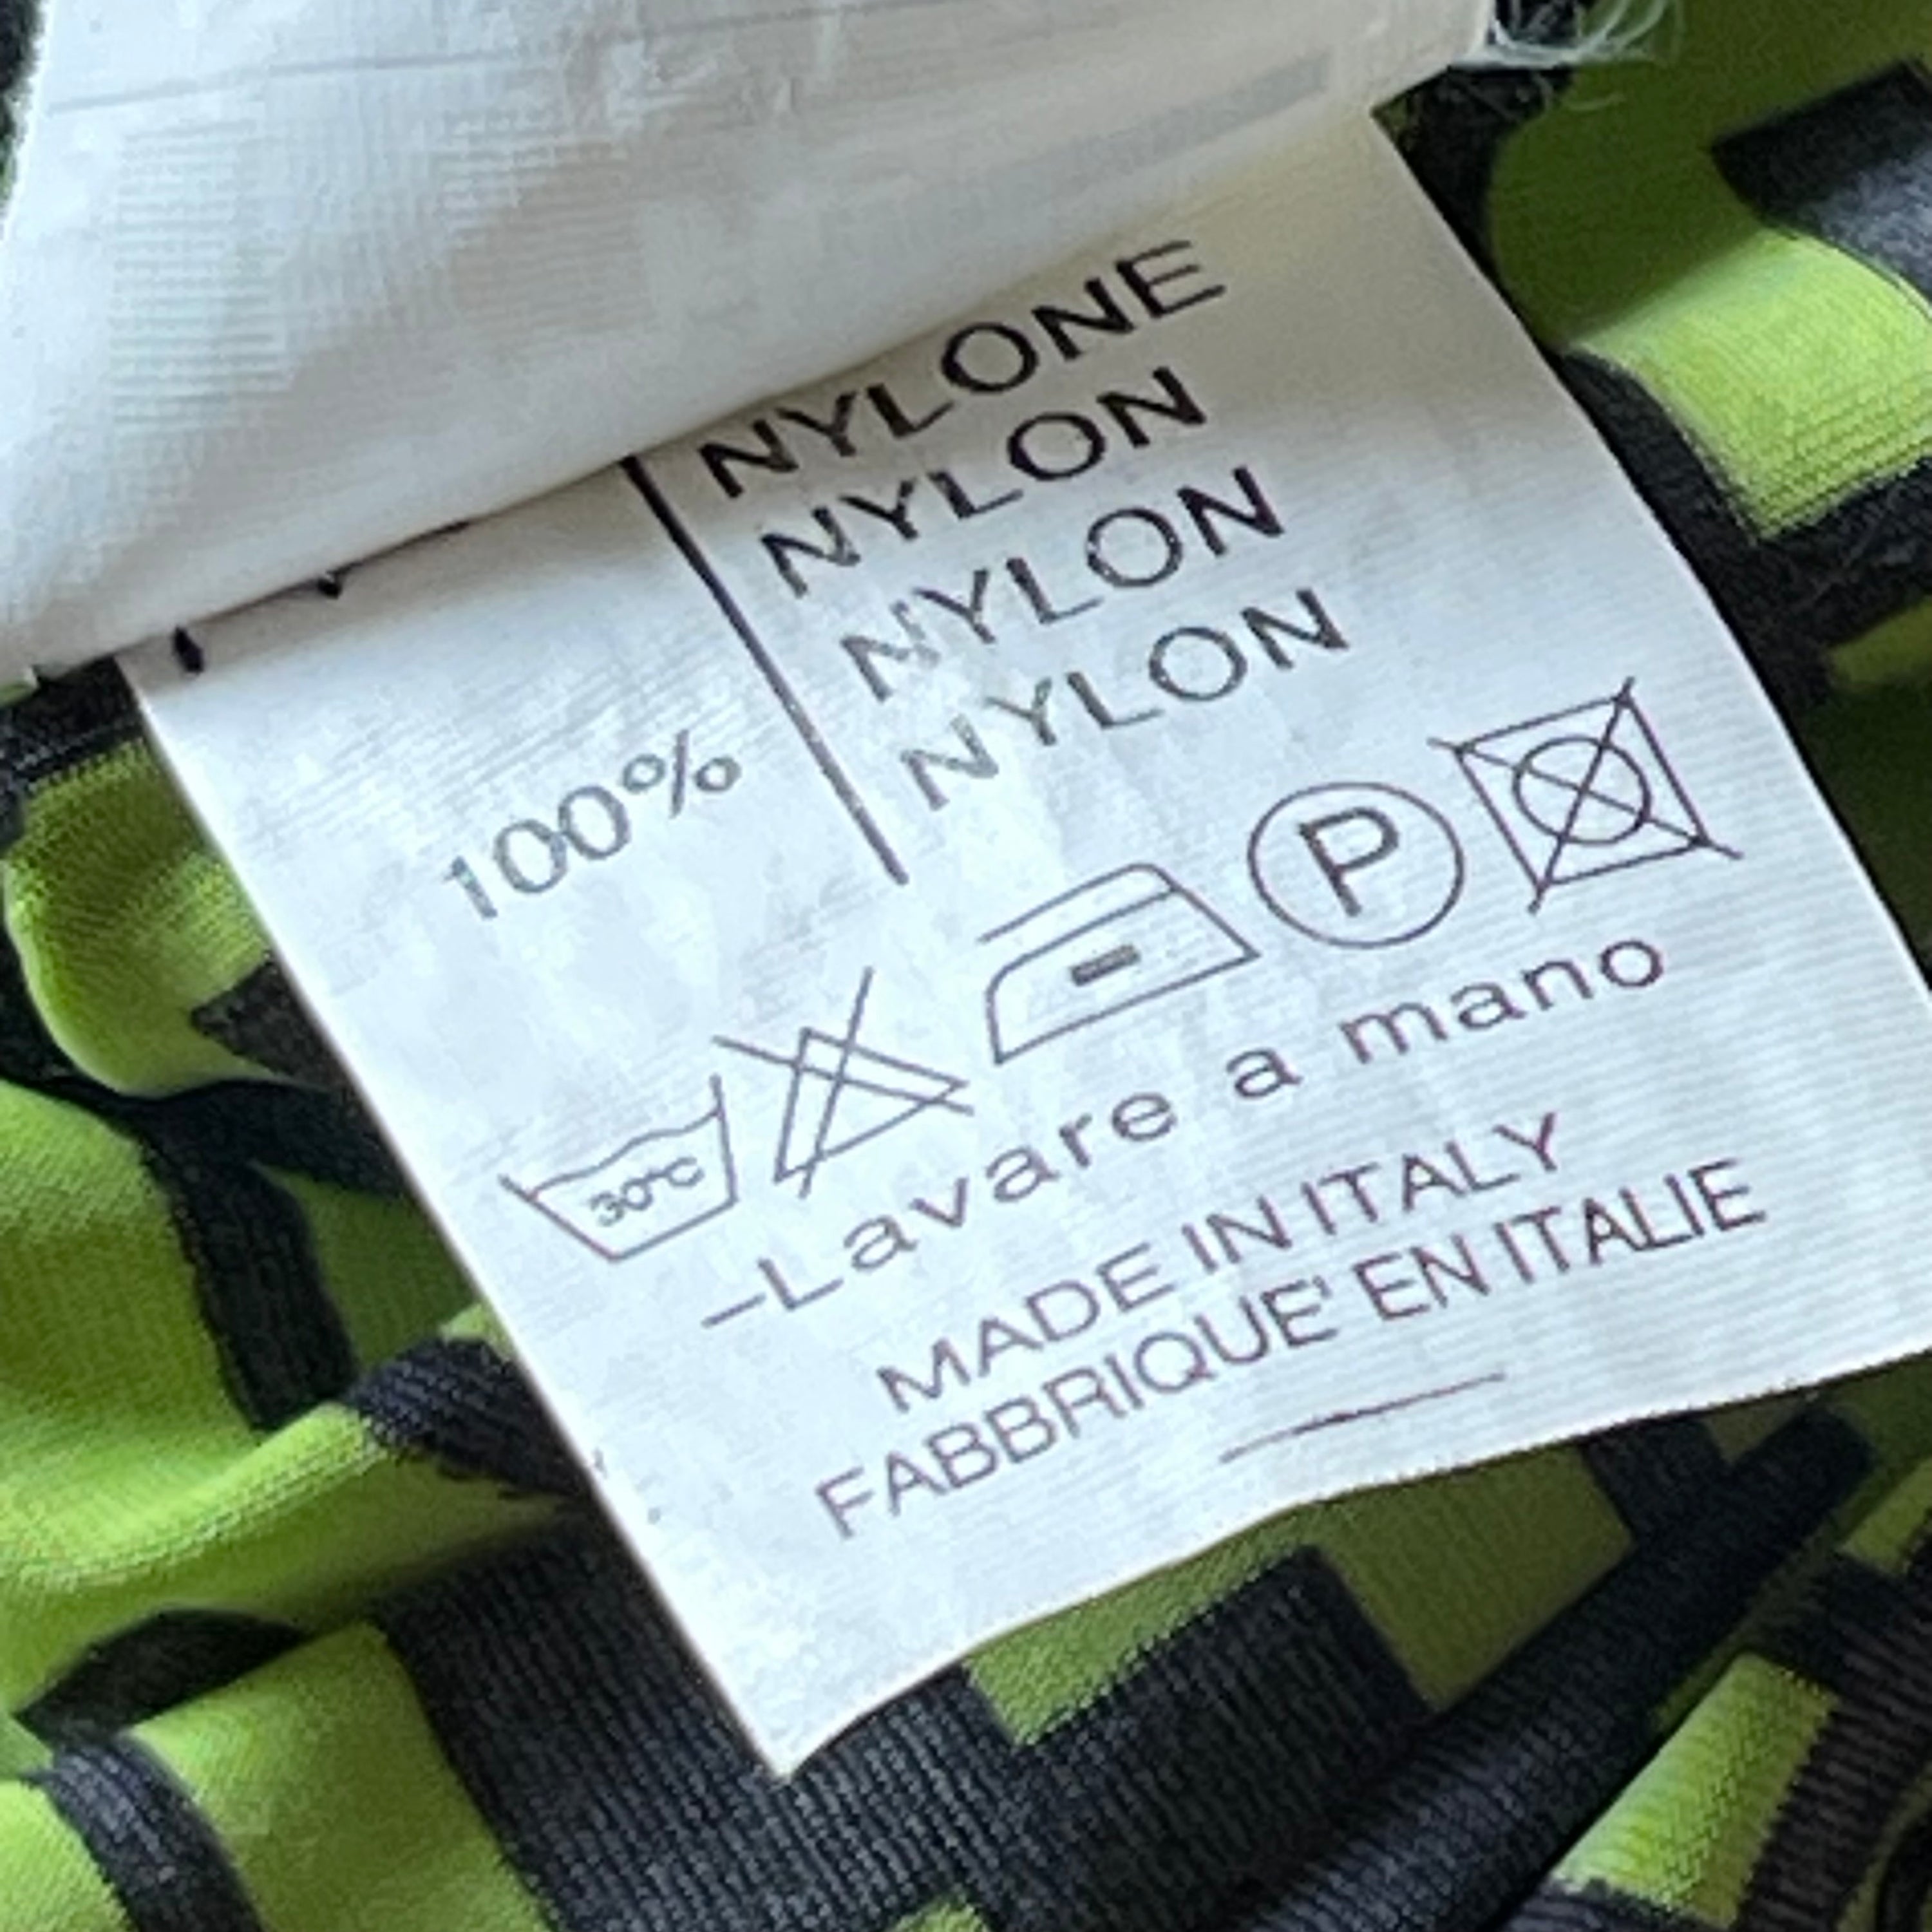 NYLONE
NYLON
NYLON
100% NYLON
30°C P
-Lavare a mano
MADE IN ITALY
FABBRIQUE' EN ITALIE